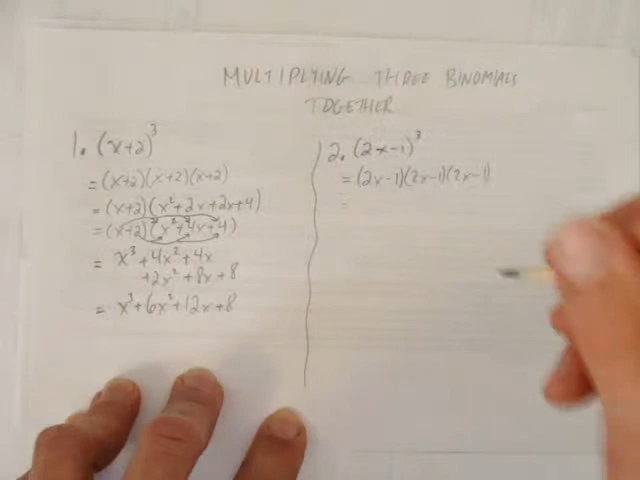 MULTIPLYING THREE BINOMIALS
TOGETHER
1. (x+2)³
= (x+2)(x+2)(x+2)
= (x+2)(x²+2x+2x+4)
= (x+2)(x²+4x+4)
= x³+4x²+4x
+2x²+8x+8
= x³+6x²+12x+8
2. (2x-1)³
= (2x-1)(2x-1)(2x-1)
=